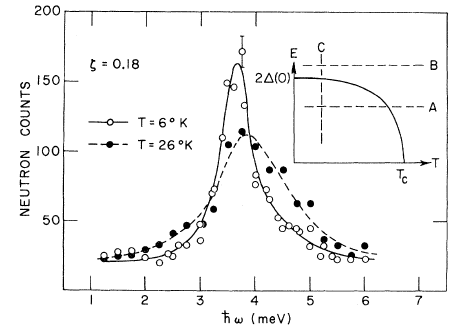 200
150
100
50
NEUTRON COUNTS
ζ = 0.18
T = 6° K
T = 26° K
E
C
B
2Δ(0)
A
T
Tc
1 2 3 4 5 6 7
ħω (meV)